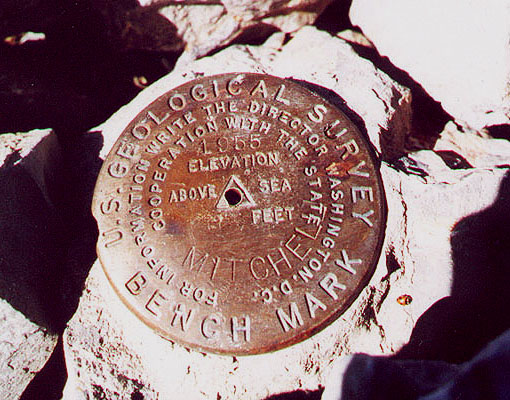 U.S. GEOLOGICAL SURVEY
FOR INFORMATION WRITE THE DIRECTOR, WASHINGTON, D.C.
COOPERATION WITH THE STATE
1955
ELEVATION
ABOVE SEA
FEET
MITCHELL
BENCH MARK